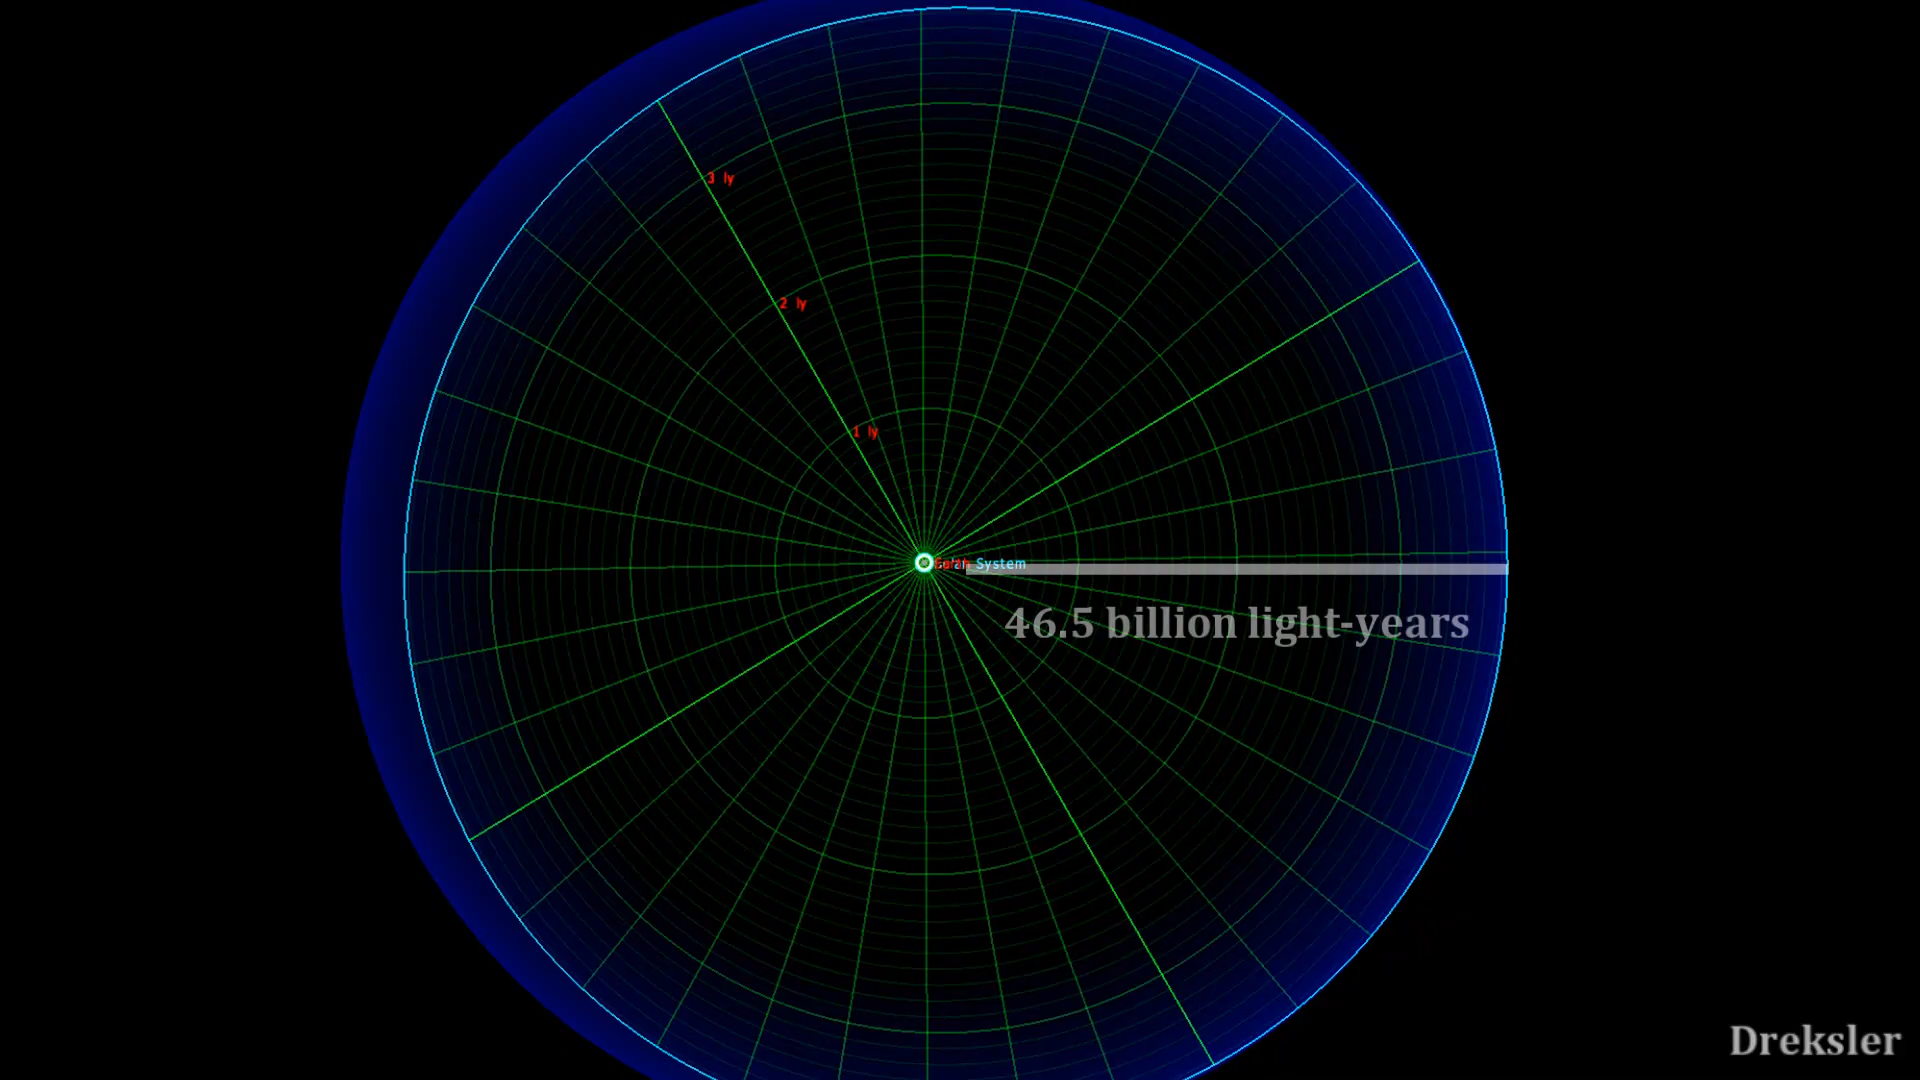 3 ly
2 ly
1 ly
System
46.5 billion light-years
Dreksler